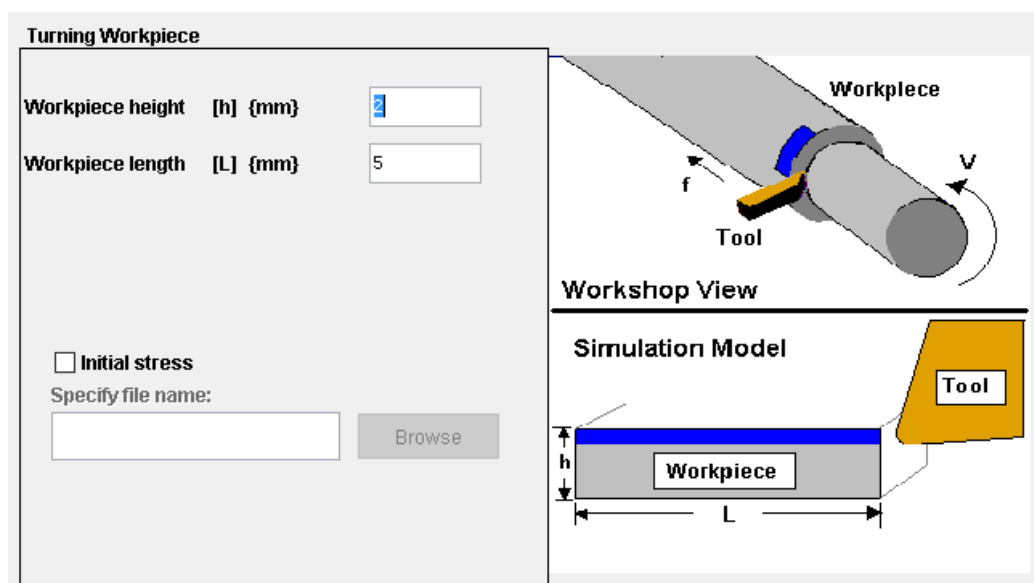 Turning Workpiece
Workpiece height [h] {mm} 2
Workpiece length [L] {mm} 5
Initial stress
Specify file name:
Browse
Workpiece
V
f
Tool
Workshop View
Simulation Model
Tool
h
Workpiece
L